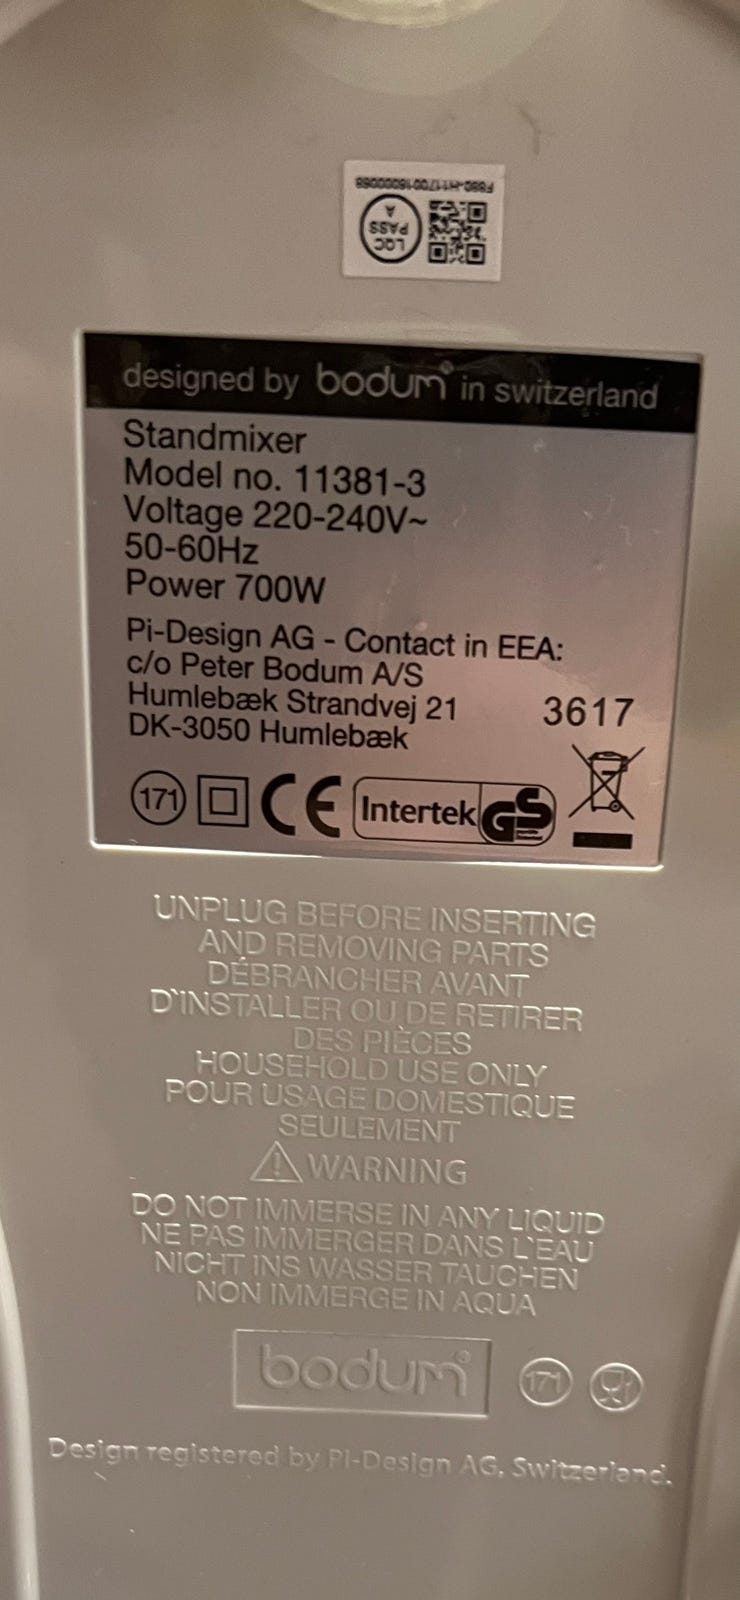 F880-H111700160000068
LQC
PASS
A
designed by bodum® in switzerland
Standmixer
Model no. 11381-3
Voltage 220-240V~
50-60Hz
Power 700W
Pi-Design AG - Contact in EEA:
c/o Peter Bodum A/S
Humlebæk Strandvej 21
DK-3050 Humlebæk
3617
171
CE
Intertek
GS
UNPLUG BEFORE INSERTING
AND REMOVING PARTS
DÉBRANCHER AVANT
D`INSTALLER OU DE RETIRER
DES PIÈCES
HOUSEHOLD USE ONLY
POUR USAGE DOMESTIQUE
SEULEMENT
WARNING
DO NOT IMMERSE IN ANY LIQUID
NE PAS IMMERGER DANS L`EAU
NICHT INS WASSER TAUCHEN
NON IMMERGE IN AQUA
bodum®
171
Design registered by PI-Design AG, Switzerland.